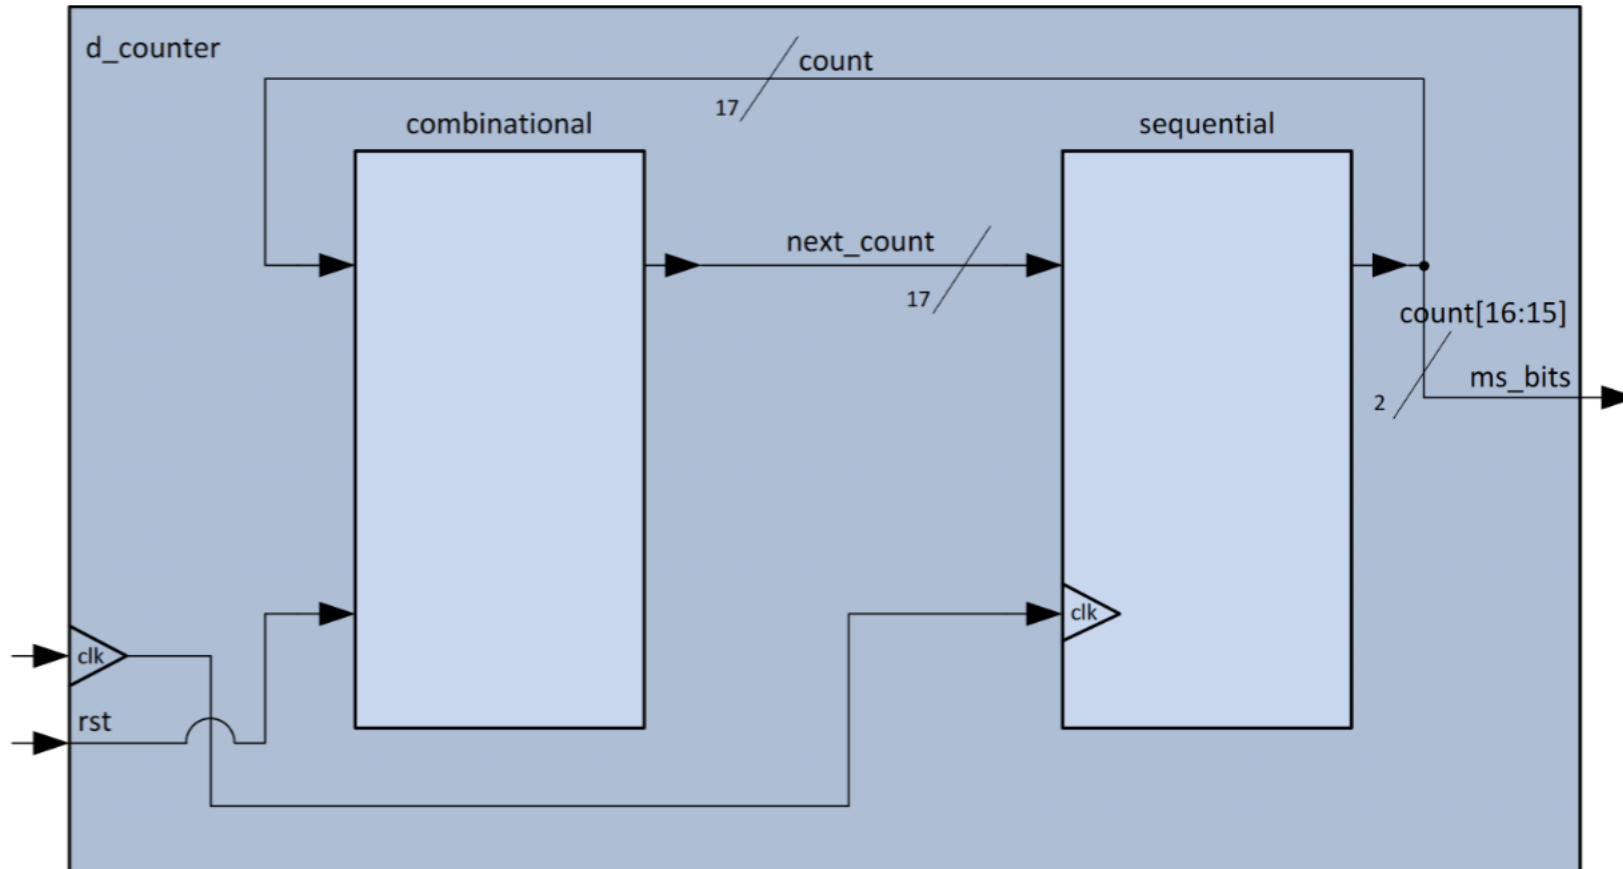 d_counter
count
17
combinational
sequential
next_count
17
count[16:15]
ms_bits
2
clk
clk
rst